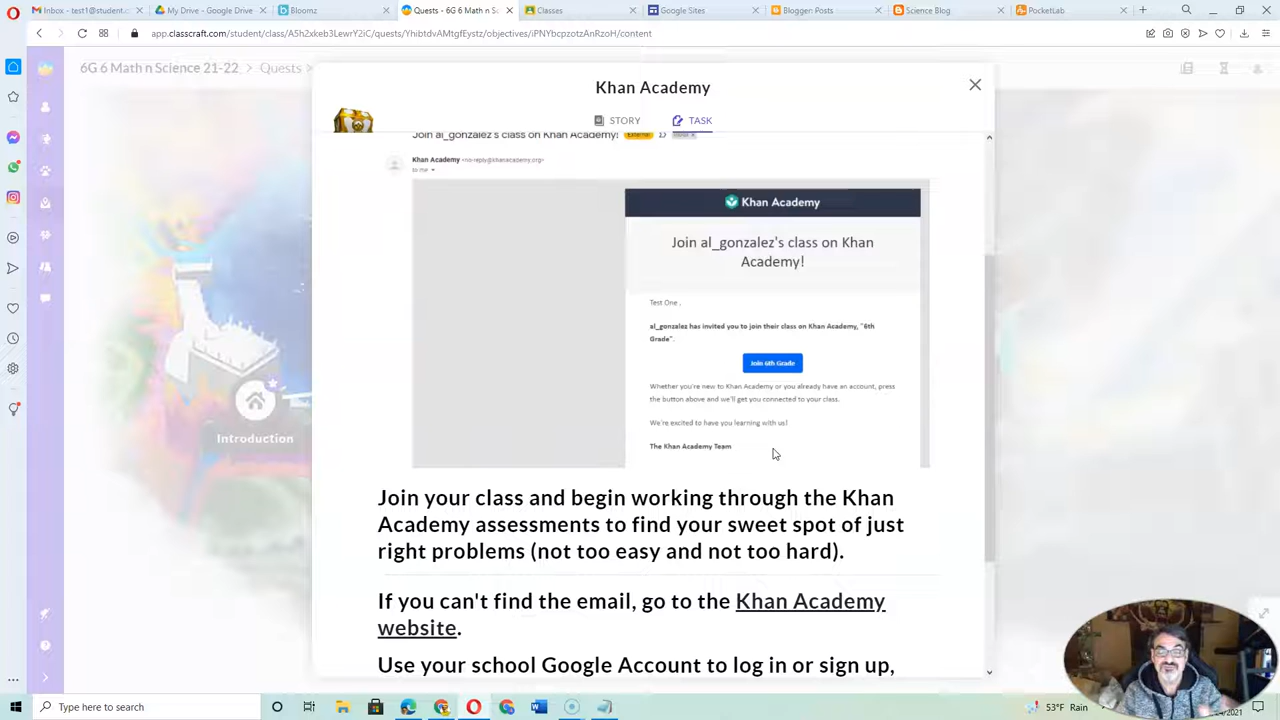 Inbox - test1@student.
My Drive - Google Drive
Bloomz
Quests - 6G 6 Math n S
Classes
Google Sites
Blogger Posts
Science Blog
PocketLab
app.classcraft.com/student/class/A5h2xkeb3LewrY2iC/quests/YhibtdvAMtgfEystz/objectives/iPNYbcpzotzAnRzoH/content
6G 6 Math n Science 21-22 > Quests >
Khan Academy
STORY
TASK
Join al_gonzalez's class on Khan Academy!
Khan Academy <no-reply@khanacademy.org>
to me
Khan Academy
Join al_gonzalez's class on Khan
Academy!
Test One ,
al_gonzalez has invited you to join their class on Khan Academy, "6th
Grade".
Join 6th Grade
Whether you're new to Khan Academy or you already have an account, press
the button above and we'll get you connected to your class.
We're excited to have you learning with us!
The Khan Academy Team
Introduction
Join your class and begin working through the Khan
Academy assessments to find your sweet spot of just
right problems (not too easy and not too hard).
If you can't find the email, go to the Khan Academy
website.
Use your school Google Account to log in or sign up,
Type here to search
53°F Rain